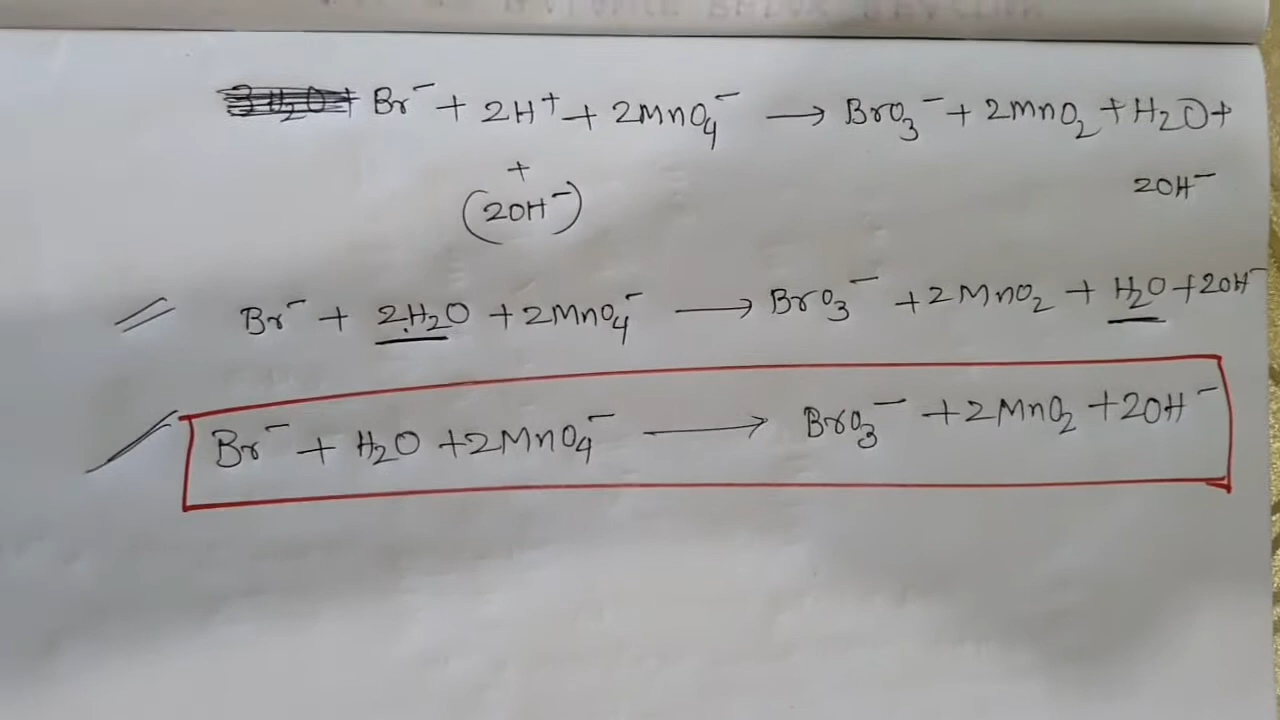 Br⁻ + 2H⁺ + 2MnO₄⁻ → BrO₃⁻ + 2MnO₂ + H₂O +
+
(2OH⁻) 2OH⁻
Br⁻ + 2H₂O + 2MnO₄⁻ → BrO₃⁻ + 2MnO₂ + H₂O + 2OH⁻
Br⁻ + H₂O + 2MnO₄⁻ → BrO₃⁻ + 2MnO₂ + 2OH⁻